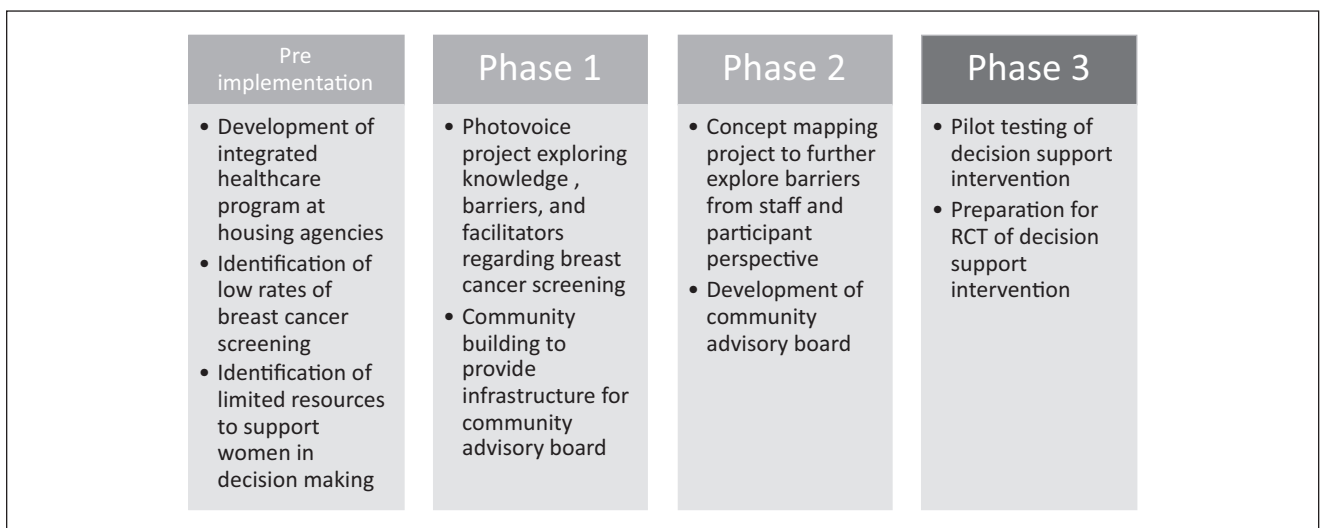 Pre
implementation
• Development of
integrated
healthcare
program at
housing agencies
• Identification of
low rates of
breast cancer
screening
• Identification of
limited resources
to support
women in
decision making
Phase 1
• Photovoice
project exploring
knowledge ,
barriers, and
facilitators
regarding breast
cancer screening
• Community
building to
provide
infrastructure for
community
advisory board
Phase 2
• Concept mapping
project to further
explore barriers
from staff and
participant
perspective
• Development of
community
advisory board
Phase 3
• Pilot testing of
decision support
intervention
• Preparation for
RCT of decision
support
intervention